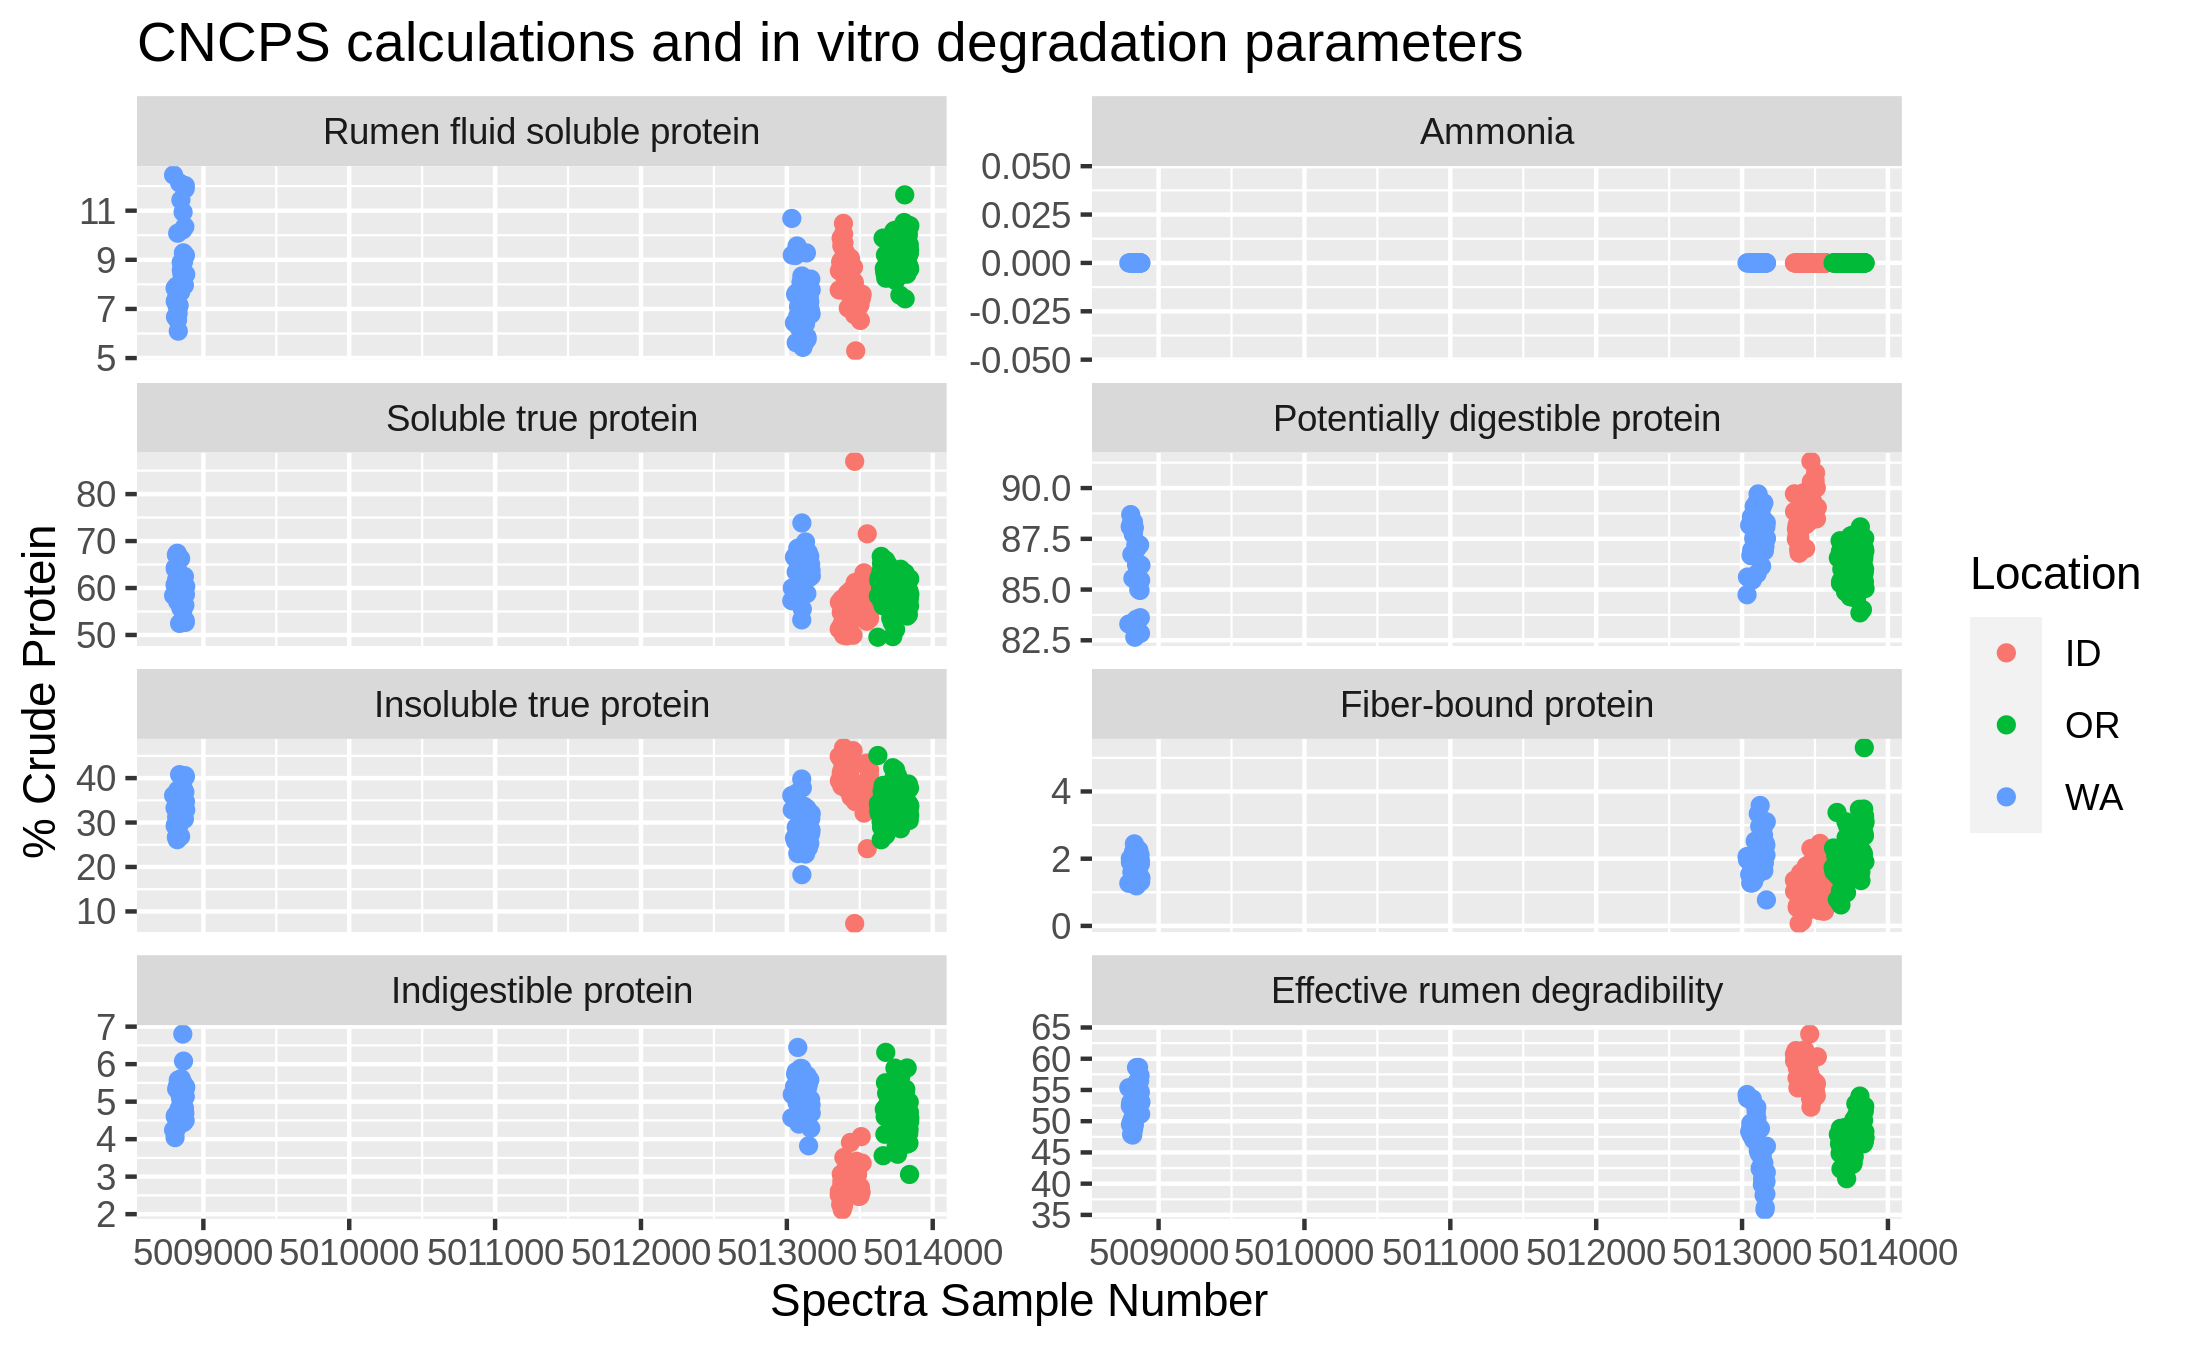 CNCPS calculations and in vitro degradation parameters
Rumen fluid soluble protein
11
9
7
5
Ammonia
0.050
0.025
0.000
-0.025
-0.050
Soluble true protein
80
70
60
50
Potentially digestible protein
90.0
87.5
85.0
82.5
Insoluble true protein
40
30
20
10
Fiber-bound protein
4
2
0
Indigestible protein
7
6
5
4
3
2
Effective rumen degradibility
65
60
55
50
45
40
35
5009000 5010000 5011000 5012000 5013000 5014000
5009000 5010000 5011000 5012000 5013000 5014000
Spectra Sample Number
% Crude Protein
Location
ID
OR
WA